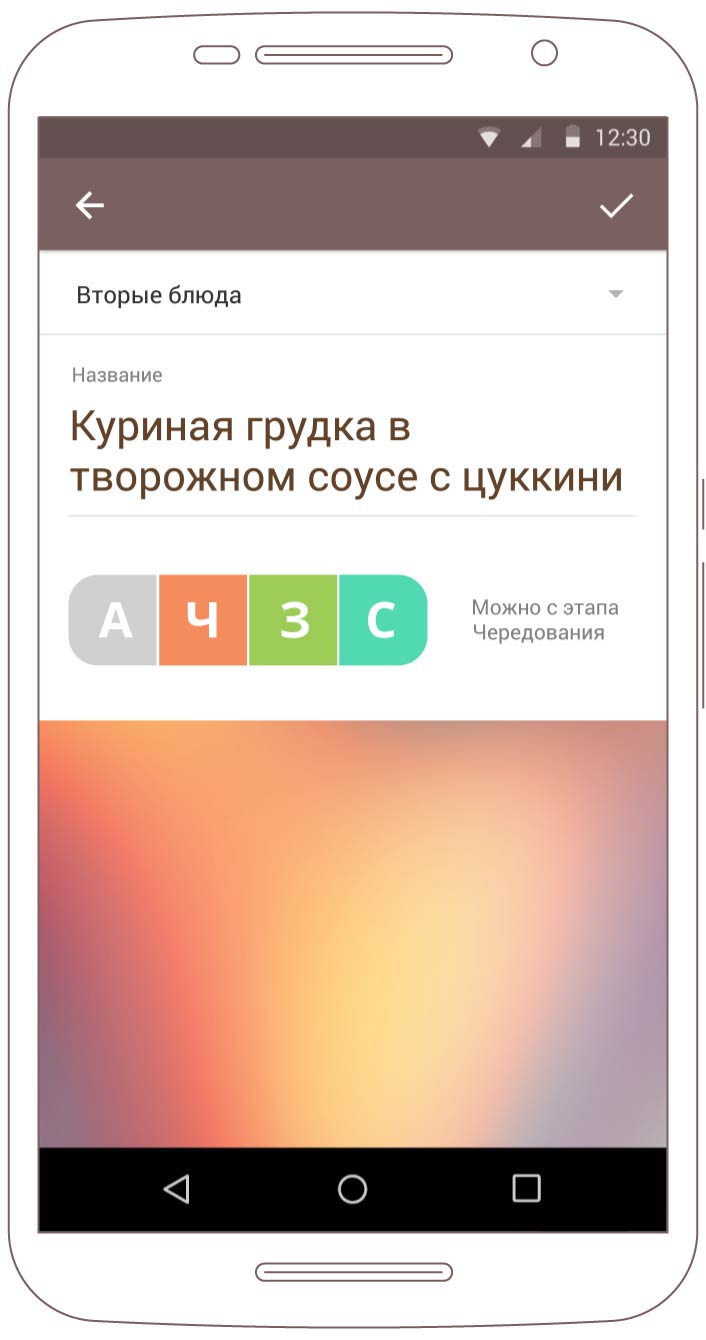 12:30
Вторые блюда
Название
Куриная грудка в
творожном соусе с цуккини
А Ч З С
Можно с этапа
Чередования